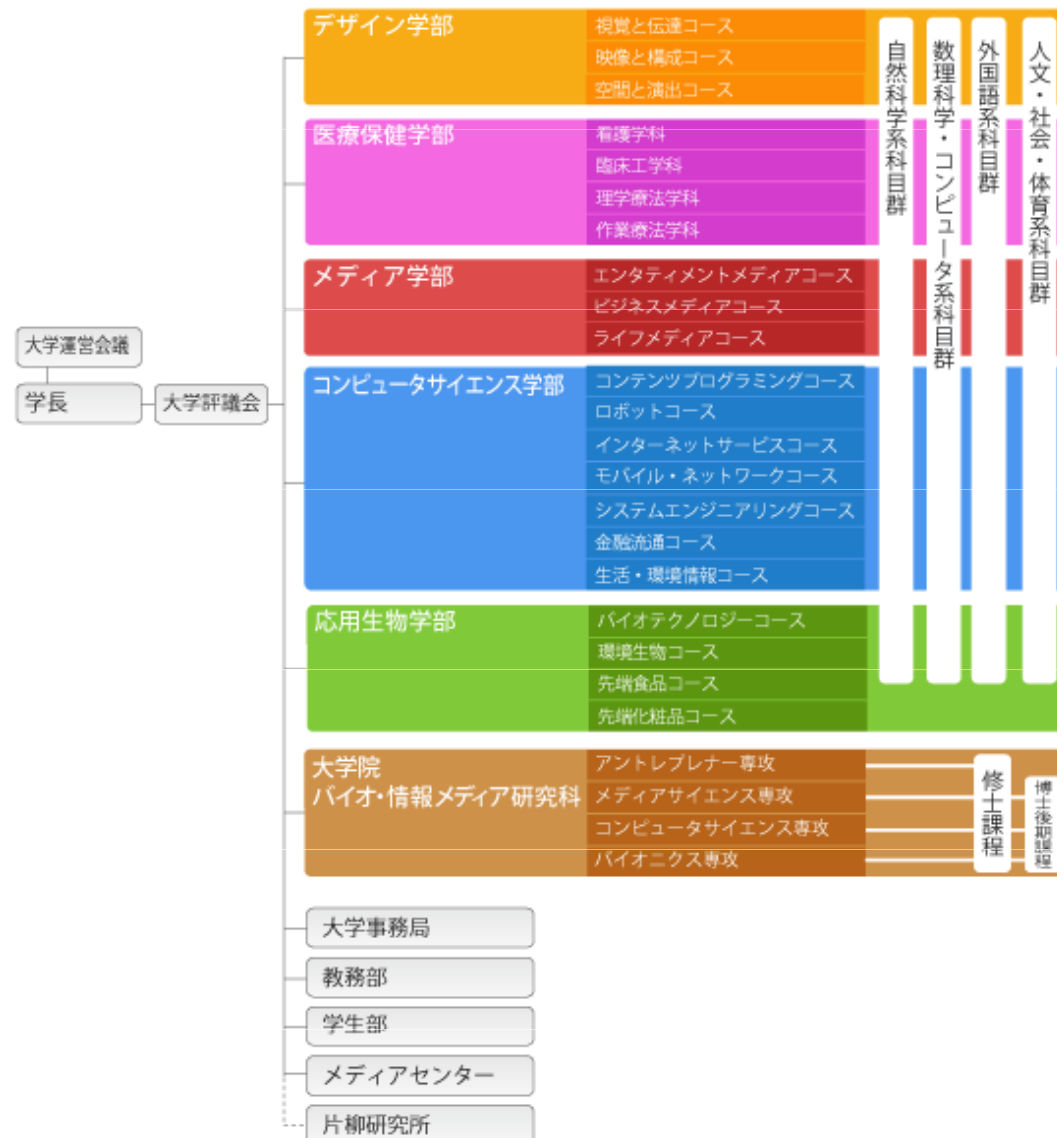 デザイン学部
視覚と伝達コース
映像と構成コース
空間と演出コース
医療保健学部
看護学科
臨床工学科
理学療法学科
作業療法学科
メディア学部
エンタティメントメディアコース
ビジネスメディアコース
ライフメディアコース
大学運営会議
学長
大学評議会
コンピュータサイエンス学部
コンテンツプログラミングコース
ロボットコース
インターネットサービスコース
モバイル・ネットワークコース
システムエンジニアリングコース
金融流通コース
生活・環境情報コース
応用生物学部
バイオテクノロジーコース
環境生物コース
先端食品コース
先端化粧品コース
自然科学系科目群
数理科学・コンピュータ系科目群
外国語系科目群
人文・社会・体育系科目群
大学院
バイオ・情報メディア研究科
アントレプレナー専攻
メディアサイエンス専攻
コンピュータサイエンス専攻
バイオニクス専攻
修士課程
博士後期課程
大学事務局
教務部
学生部
メディアセンター
片柳研究所